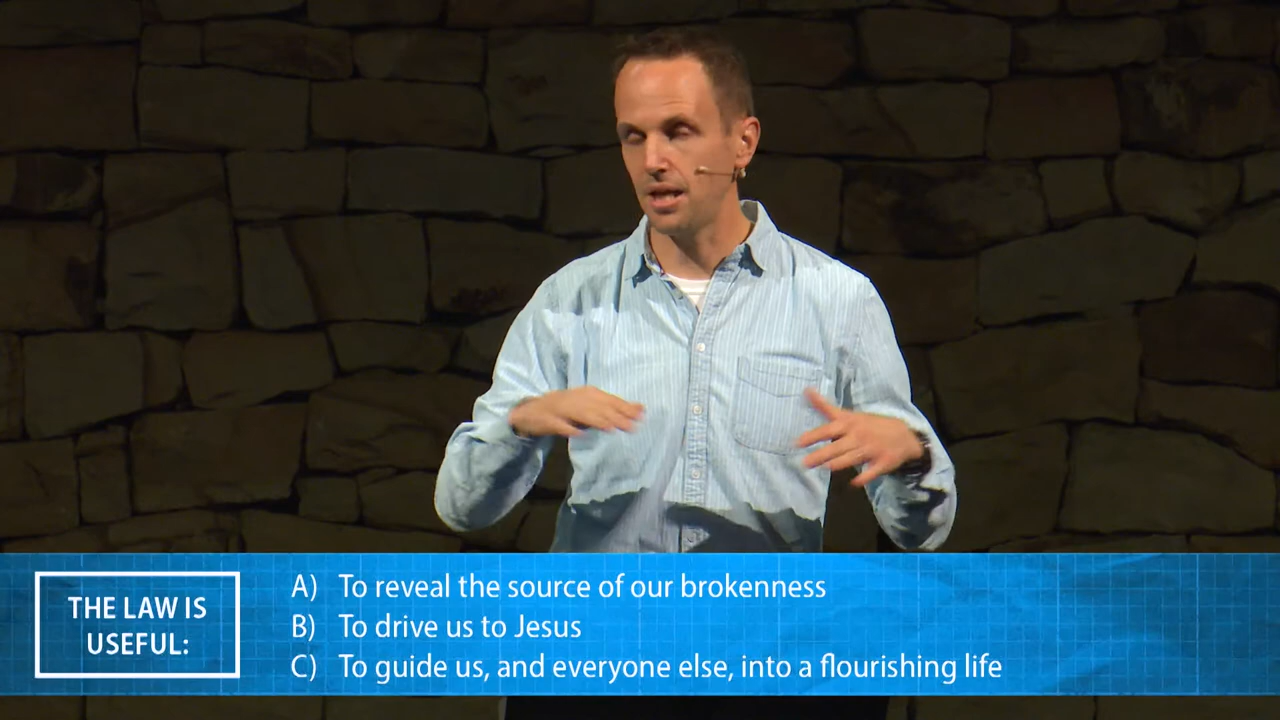 THE LAW IS
USEFUL:
A) To reveal the source of our brokenness
B) To drive us to Jesus
C) To guide us, and everyone else, into a flourishing life